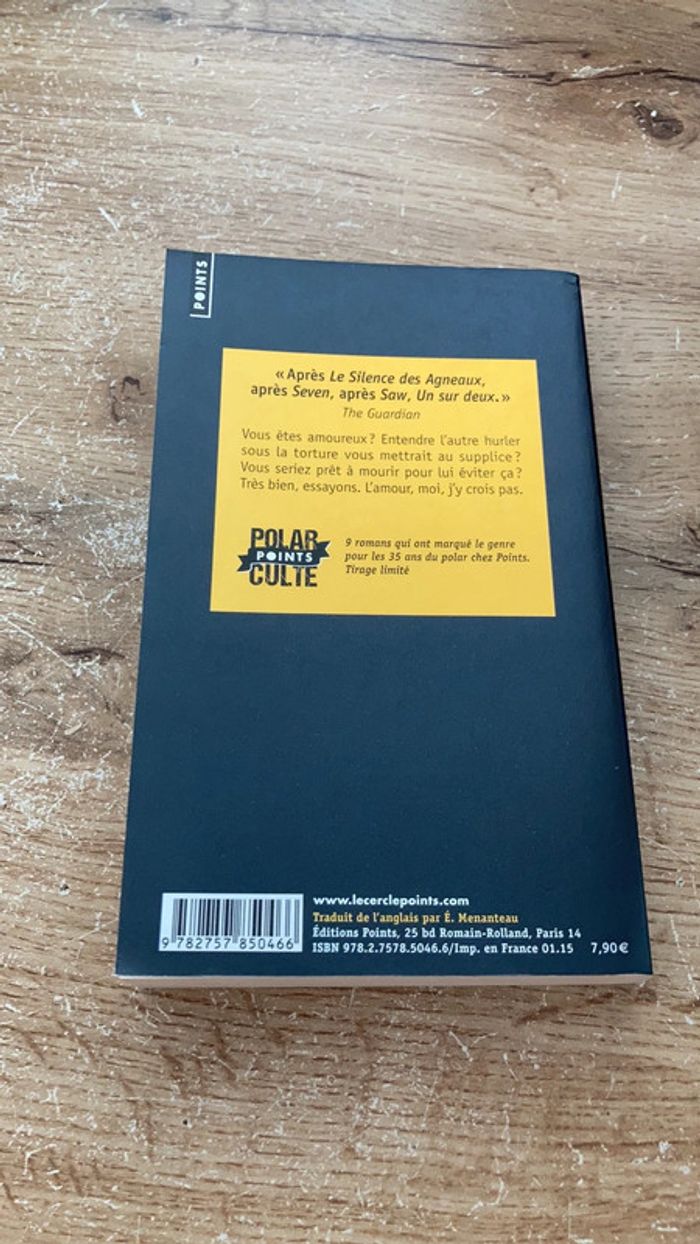 POINTS
« Après Le Silence des Agneaux,
après Seven, après Saw, Un sur deux. »
The Guardian
Vous êtes amoureux ? Entendre l'autre hurler
sous la torture vous mettrait au supplice ?
Vous seriez prêt à mourir pour lui éviter ça ?
Très bien, essayons. L'amour, moi, j'y crois pas.
POLAR
POINTS
CULTE
9 romans qui ont marqué le genre
pour les 35 ans du polar chez Points.
Tirage limité
www.lecerclepoints.com
Traduit de l'anglais par É. Menanteau
Éditions Points, 25 bd Romain-Rolland, Paris 14
ISBN 978.2.7578.5046.6/Imp. en France 01.15 7,90 €
9 782757 850466